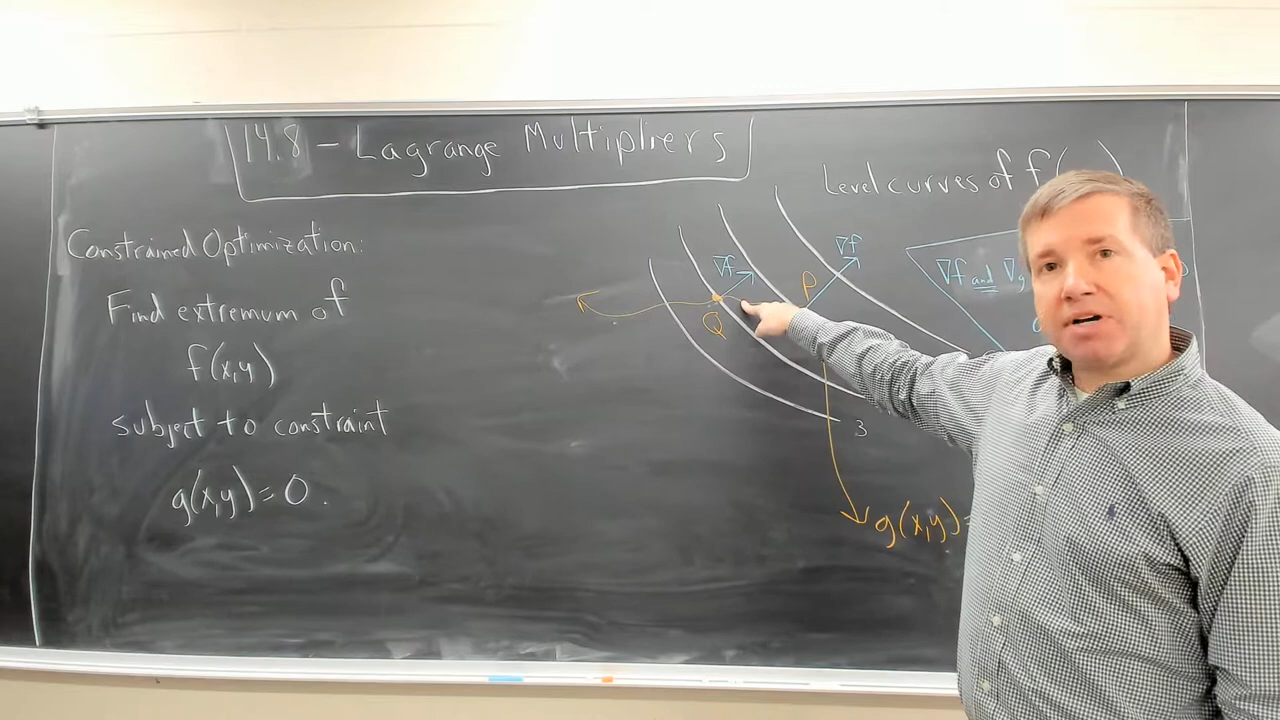 14.8 - Lagrange Multipliers
Constrained Optimization:
Find extremum of
f(x,y)
subject to constraint
g(x,y)=0.
Level curves of f(
∇f
Q
P
∇f
3
g(x,y)=
∇f and ∇g